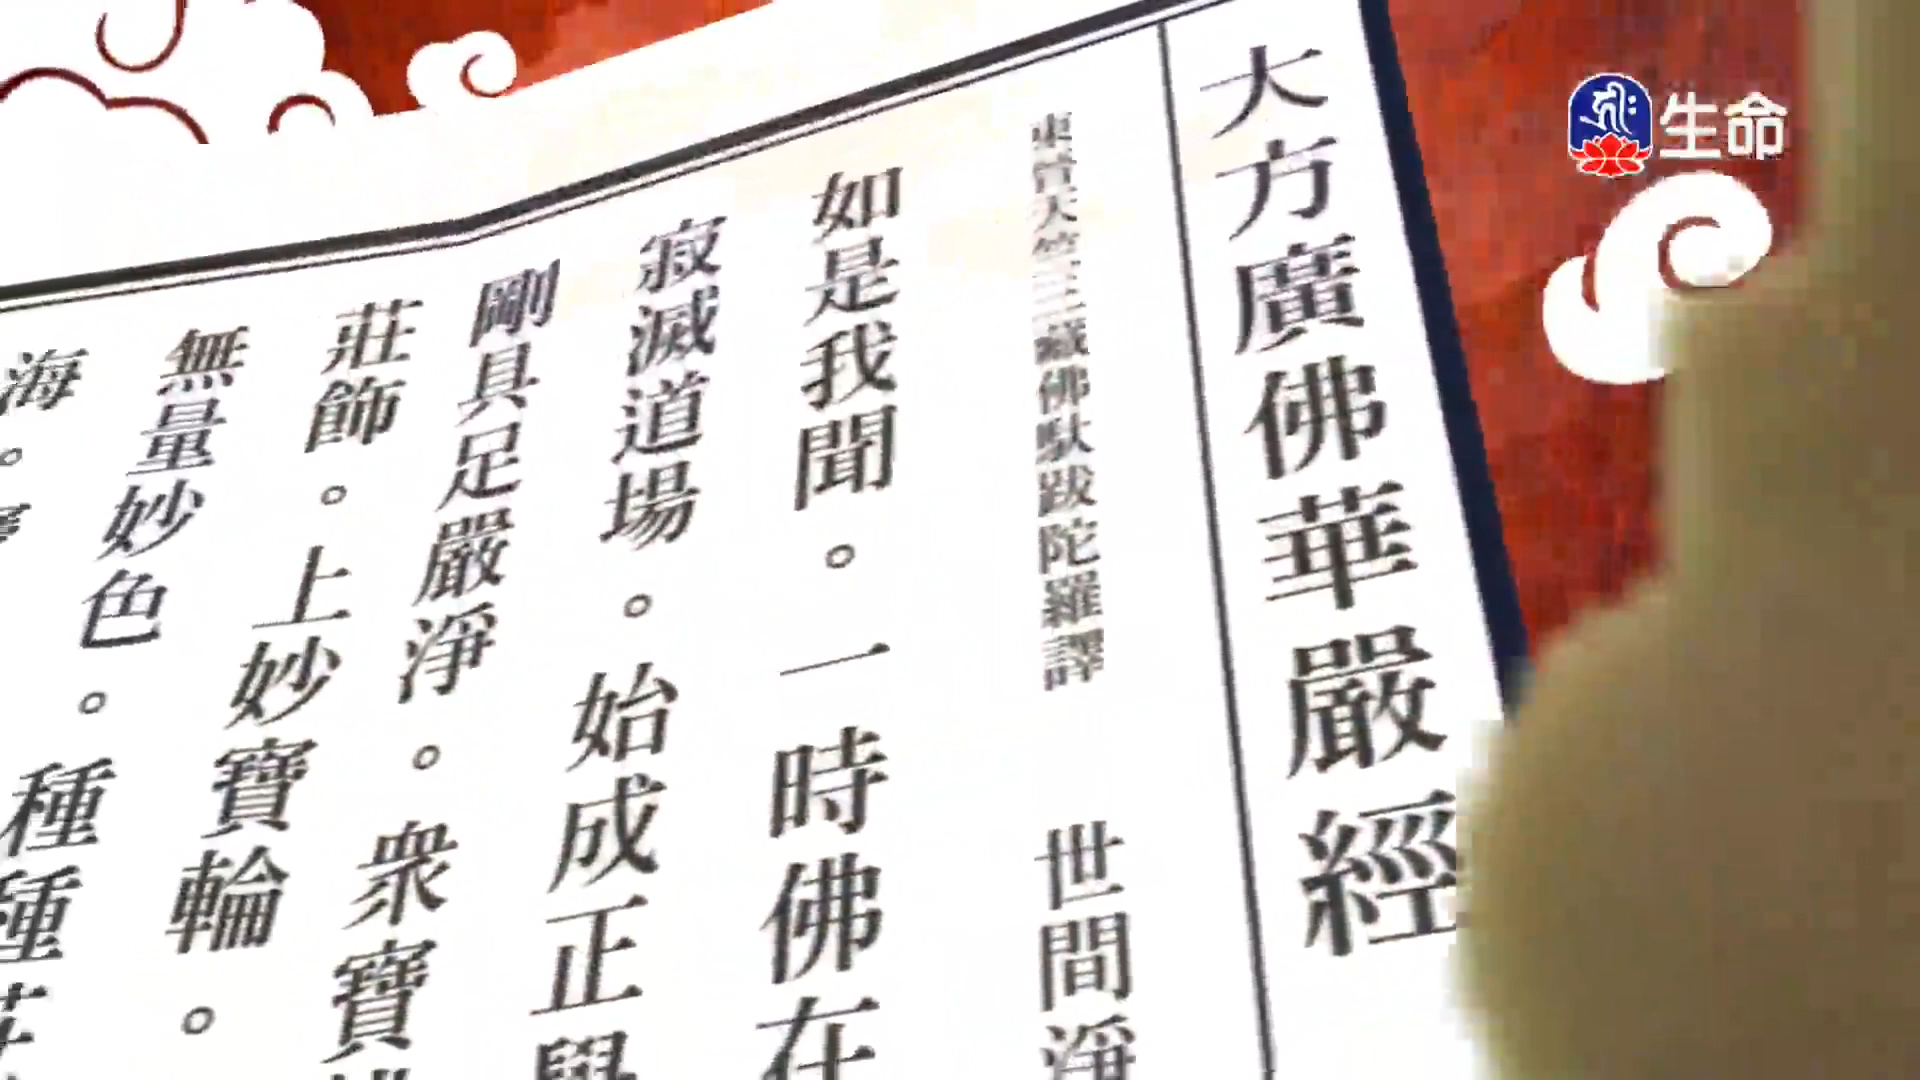 大方廣佛華嚴經
東晉天竺三藏佛馱跋陀羅譯 世間淨
如是我聞。一時佛在
寂滅道場。始成正覺
剛具足嚴淨。眾寶
莊飾。上妙寶輪。
無量妙色。種種
海。
生命